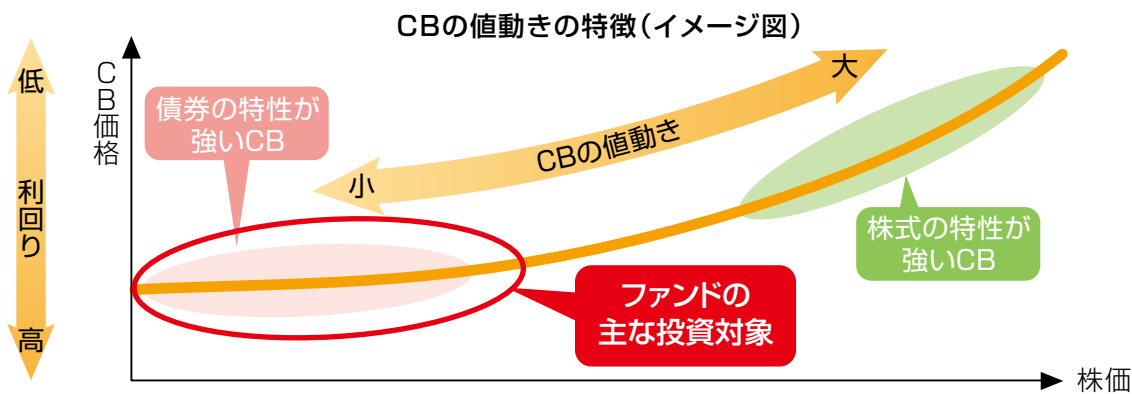 CBの値動きの特徴(イメージ図)
低
利回り
高
CB価格
債券の特性が
強いCB
小
CBの値動き
大
株式の特性が
強いCB
ファンドの
主な投資対象
株価